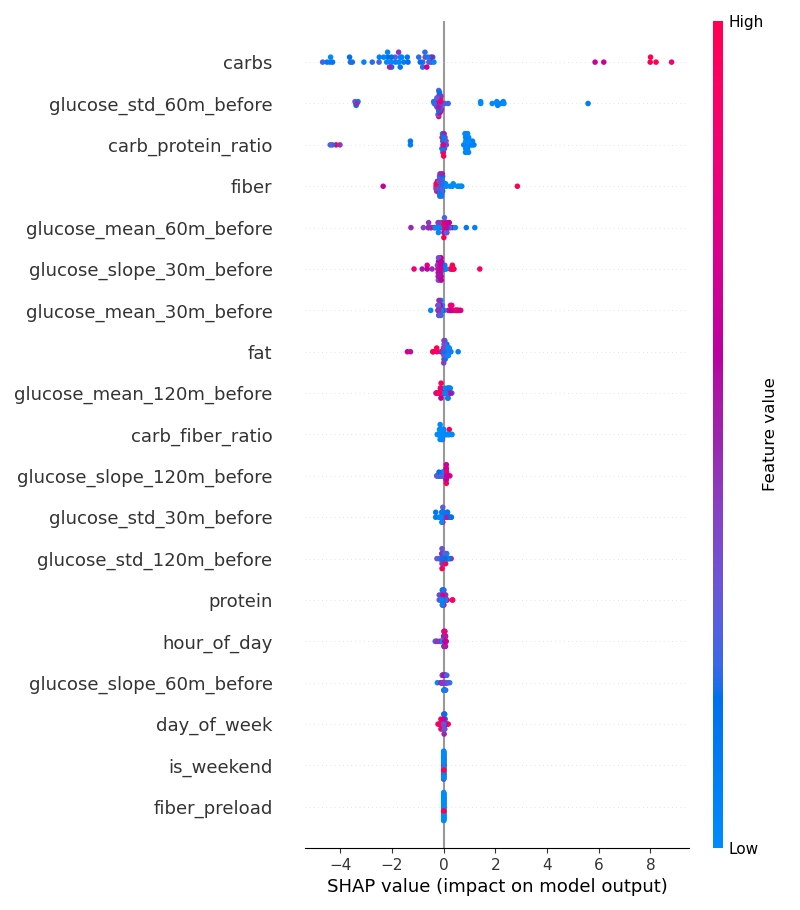 High
carbs
glucose_std_60m_before
carb_protein_ratio
fiber
glucose_mean_60m_before
glucose_slope_30m_before
glucose_mean_30m_before
fat
glucose_mean_120m_before
carb_fiber_ratio
glucose_slope_120m_before
glucose_std_30m_before
glucose_std_120m_before
protein
hour_of_day
glucose_slope_60m_before
day_of_week
is_weekend
fiber_preload
Feature value
Low
−4 −2 0 2 4 6 8
SHAP value (impact on model output)